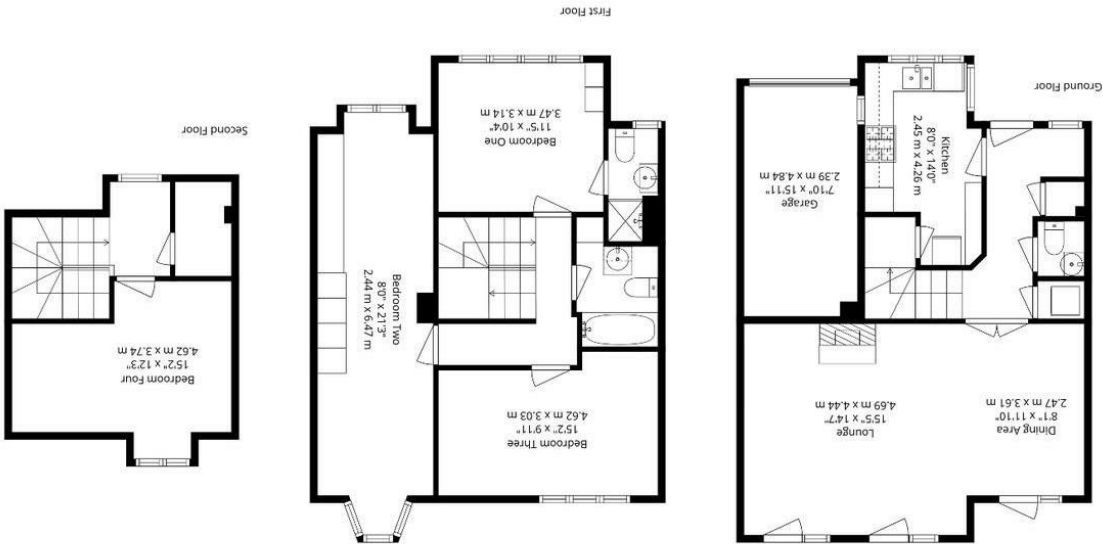 Ground Floor
Kitchen
8'0" x 14'0"
2.45 m x 4.26 m
Garage
7'10" x 15'11"
2.39 m x 4.84 m
Dining Area
8'1" x 11'10"
2.47 m x 3.61 m
Lounge
15'5" x 14'7"
4.69 m x 4.44 m
First Floor
Bedroom One
11'5" x 10'4"
3.47 m x 3.14 m
Bedroom Two
8'0" x 21'3"
2.44 m x 6.47 m
Bedroom Three
15'2" x 9'11"
4.62 m x 3.03 m
Second Floor
Bedroom Four
15'2" x 12'3"
4.62 m x 3.74 m